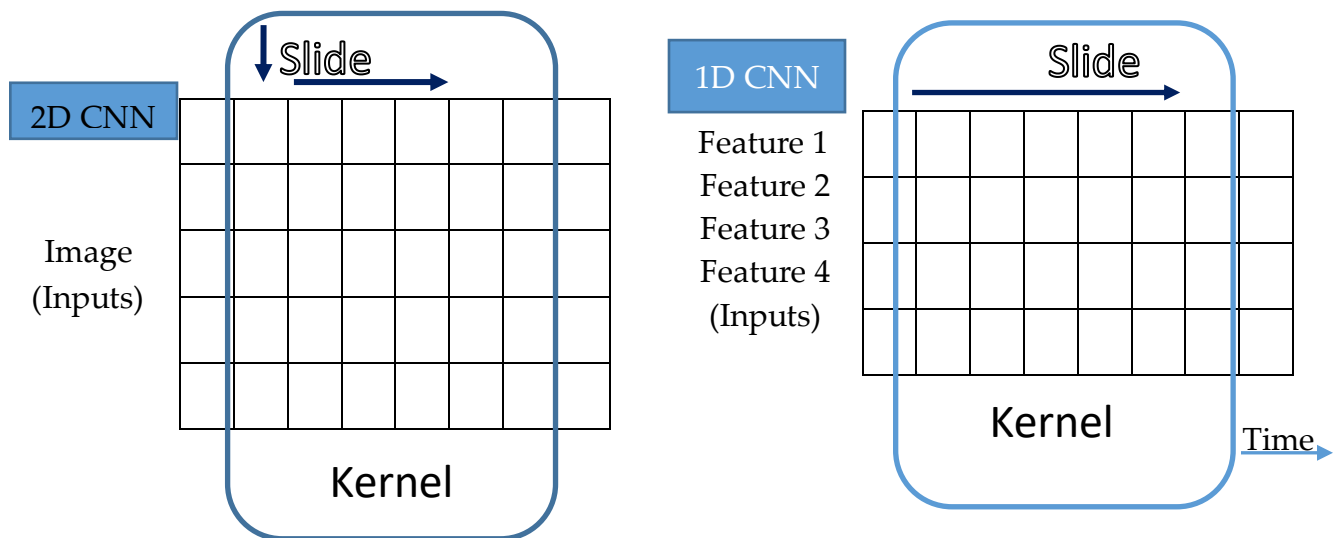 Slide
2D CNN
Image
(Inputs)
Kernel
Slide
1D CNN
Feature 1
Feature 2
Feature 3
Feature 4
(Inputs)
Kernel
Time